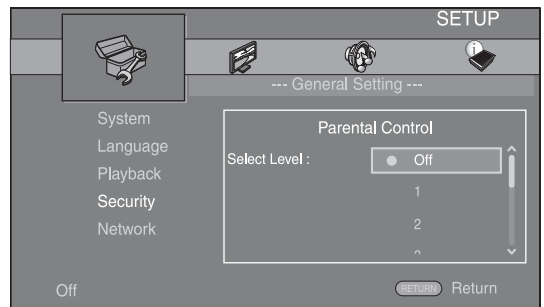 SETUP
--- General Setting ---
System
Language
Playback
Security
Network
Parental Control
Select Level :
Off
1
2
Off
RETURN Return